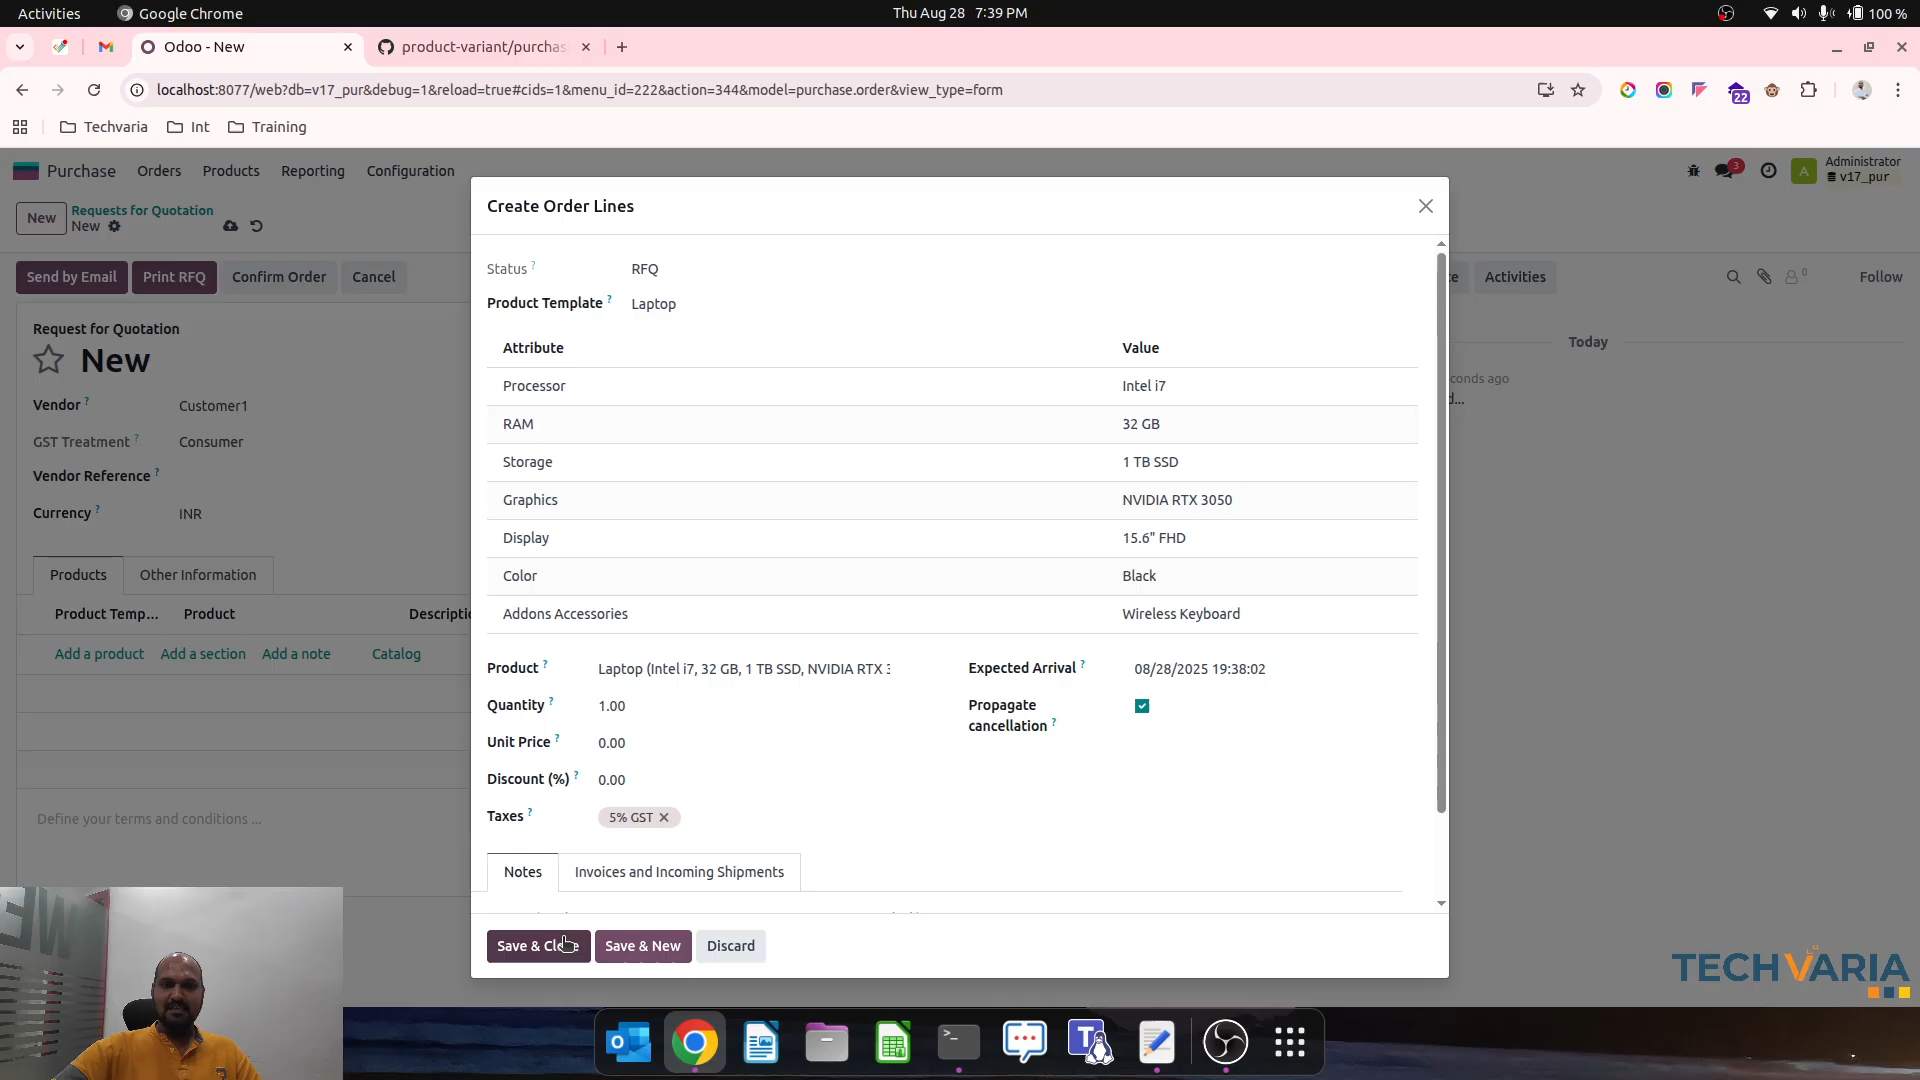 Activities
Google Chrome
Thu Aug 28 7:39 PM
100 %
Odoo - New
product-variant/purchas
localhost:8077/web?db=v17_pur&debug=1&reload=true#cids=1&menu_id=222&action=344&model=purchase.order&view_type=form
22
Techvaria
Int
Training
Purchase
Orders
Products
Reporting
Configuration
3
A
Administrator
v17_pur
New
Requests for Quotation
New
Send by Email
Print RFQ
Confirm Order
Cancel
Activities
0
Follow
Request for Quotation
New
Vendor ?
Customer1
GST Treatment ?
Consumer
Vendor Reference ?
Currency ?
INR
Products
Other Information
Product Temp...
Product
Add a product
Add a section
Add a note
Catalog
Define your terms and conditions ...
Today
conds ago
d...
Create Order Lines
Status ?
RFQ
Product Template ?
Laptop
Attribute
Value
Processor
Intel i7
RAM
32 GB
Storage
1 TB SSD
Graphics
NVIDIA RTX 3050
Display
15.6" FHD
Color
Black
Addons Accessories
Wireless Keyboard
Product ?
Laptop (Intel i7, 32 GB, 1 TB SSD, NVIDIA RTX
Expected Arrival ?
08/28/2025 19:38:02
Quantity ?
1.00
Propagate
cancellation ?
Unit Price ?
0.00
Discount (%) ?
0.00
Taxes ?
5% GST
Notes
Invoices and Incoming Shipments
Save & Close
Save & New
Discard
TECHVARIA